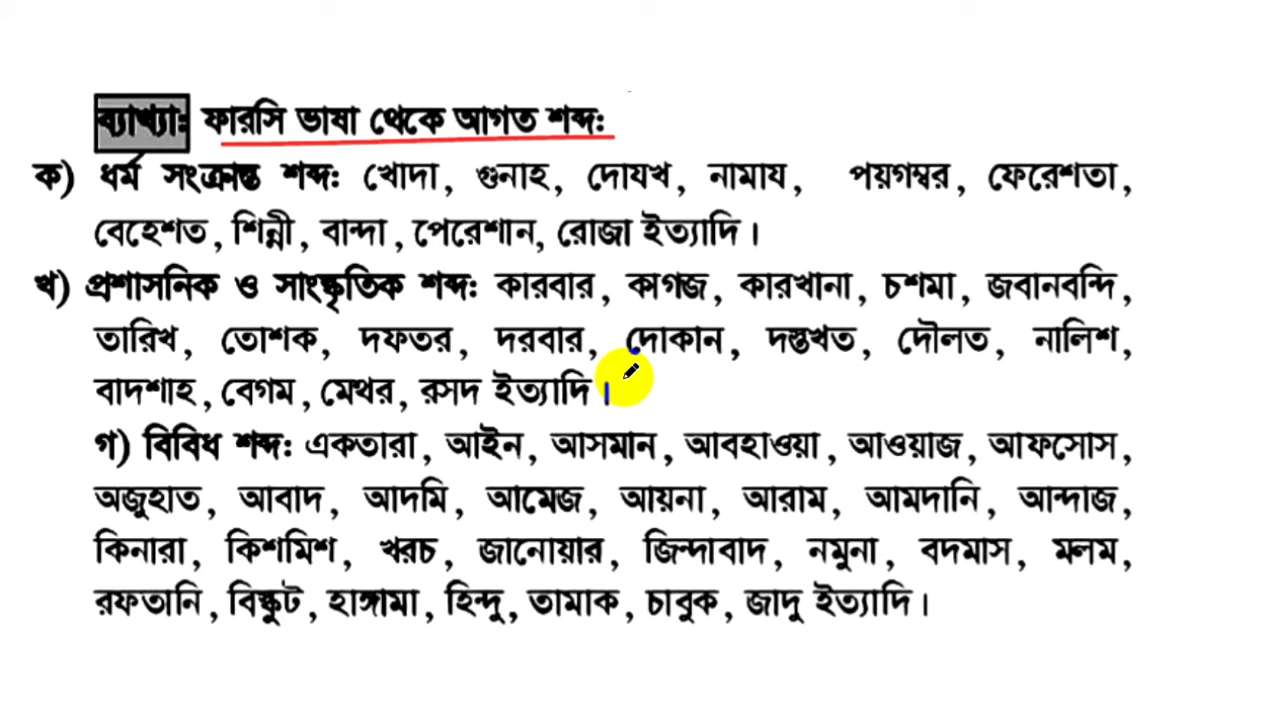 ব্যাখ্যা: ফারসি ভাষা থেকে আগত শব্দ:
ক) ধর্ম সংক্রান্ত শব্দ: খোদা, গুনাহ, দোযখ, নামায, পয়গম্বর, ফেরেশতা,
বেহেশত, শিন্নী, বান্দা, পেরেশান, রোজা ইত্যাদি।
খ) প্রশাসনিক ও সাংস্কৃতিক শব্দ: কারবার, কাগজ, কারখানা, চশমা, জবানবন্দি,
তারিখ, তোশক, দফতর, দরবার, দোকান, দস্তখত, দৌলত, নালিশ,
বাদশাহ, বেগম, মেথর, রসদ ইত্যাদি।
গ) বিবিধ শব্দ: একতারা, আইন, আসমান, আবহাওয়া, আওয়াজ, আফসোস,
অজুহাত, আবাদ, আদমি, আমেজ, আয়না, আরাম, আমদানি, আন্দাজ,
কিনারা, কিশমিশ, খরচ, জানোয়ার, জিন্দাবাদ, নমুনা, বদমাস, মলম,
রফতানি, বিস্কুট, হাঙ্গামা, হিন্দু, তামাক, চাবুক, জাদু ইত্যাদি।